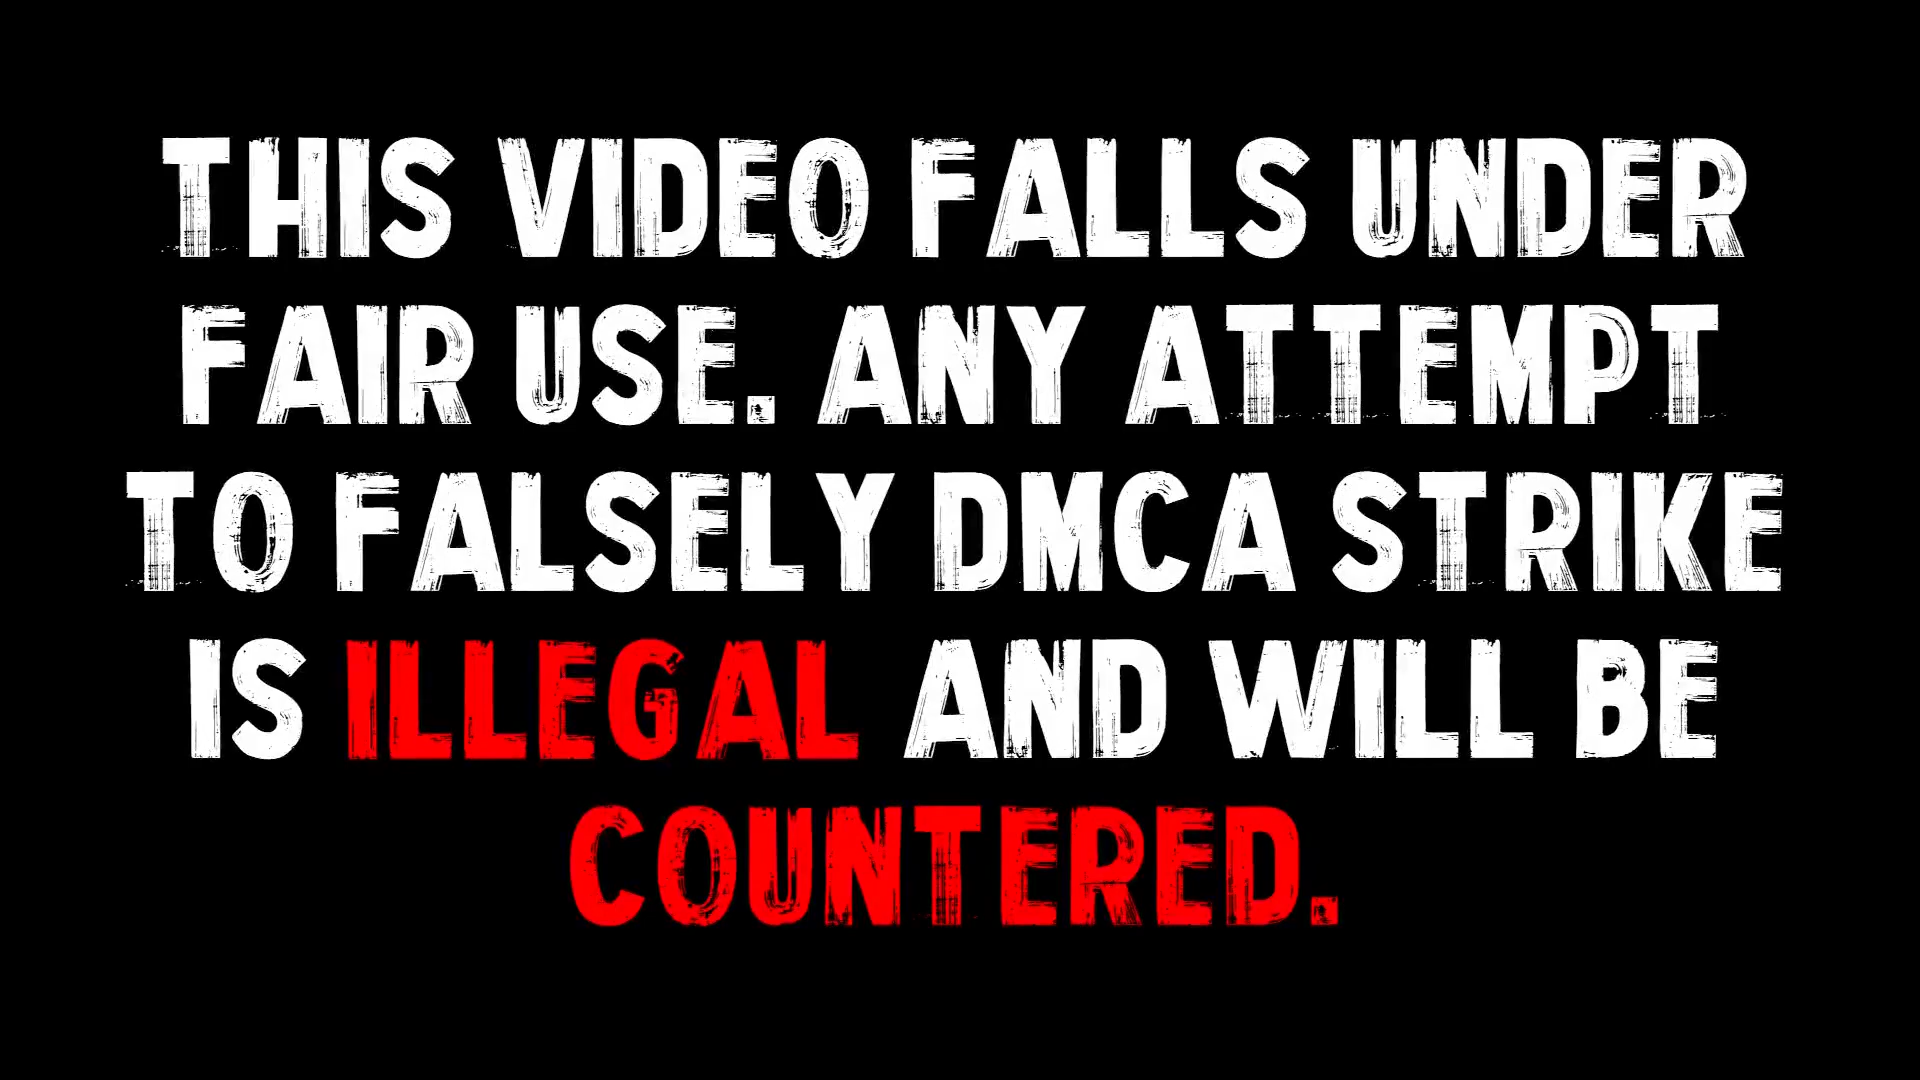 THIS VIDEO FALLS UNDER
FAIR USE. ANY ATTEMPT
TO FALSELY DMCA STRIKE
IS ILLEGAL AND WILL BE
COUNTERED.